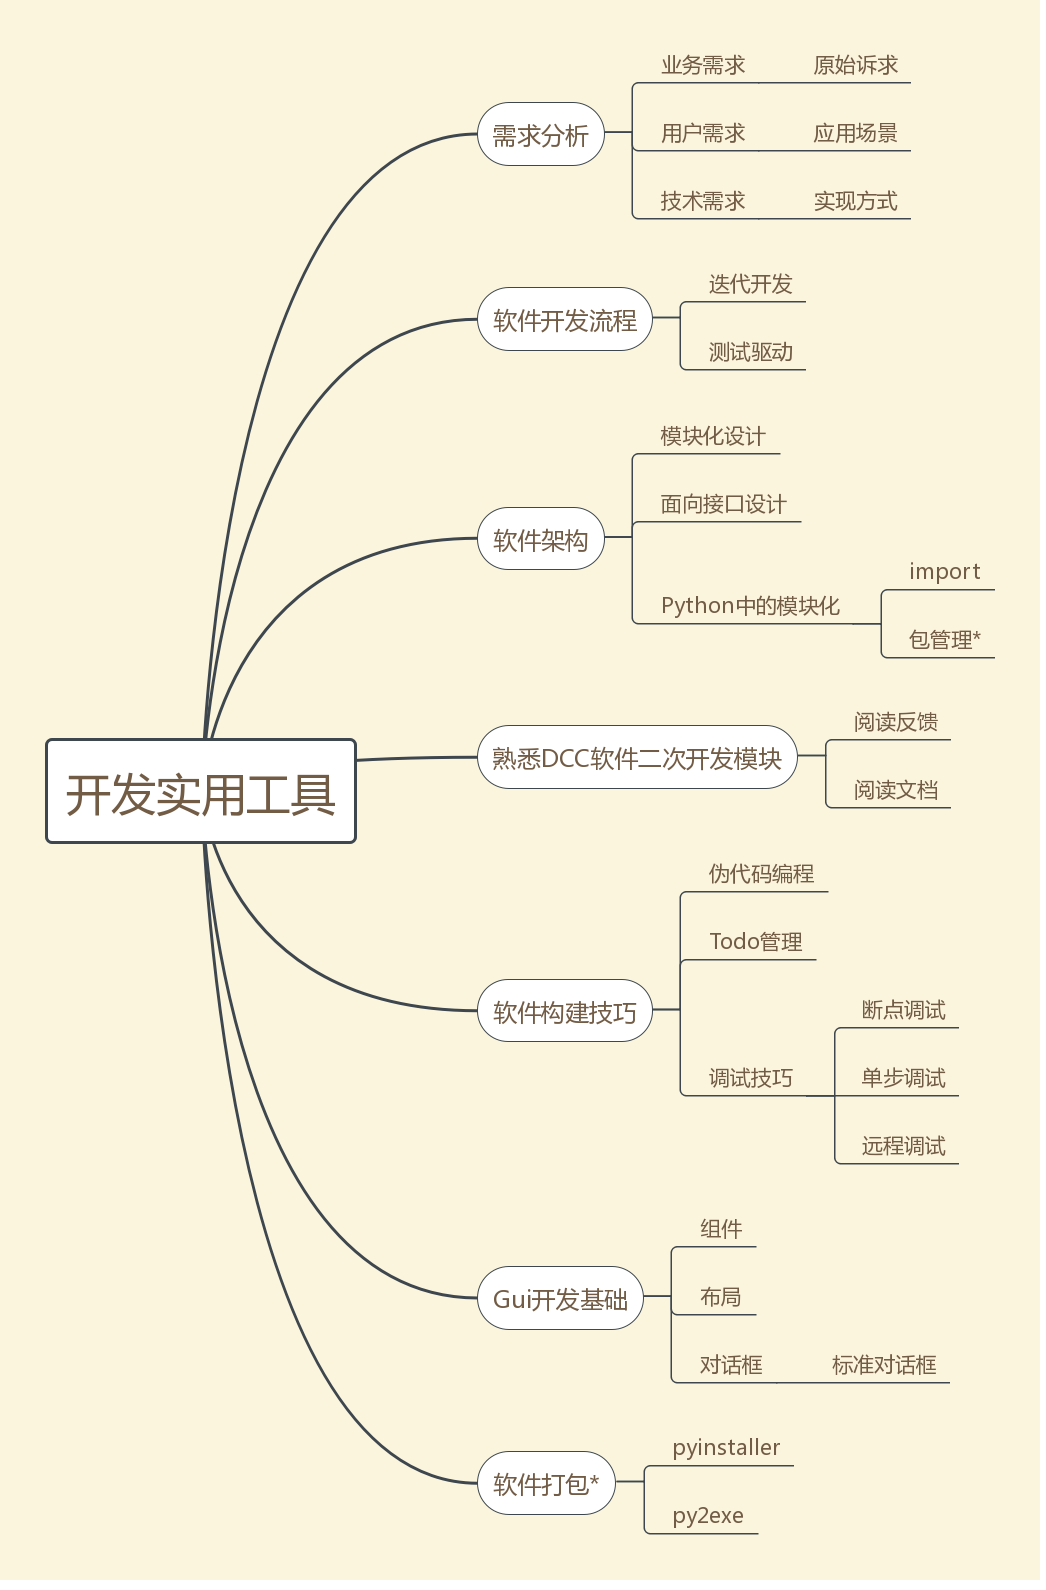 开发实用工具
需求分析
业务需求
原始诉求
用户需求
应用场景
技术需求
实现方式
软件开发流程
迭代开发
测试驱动
软件架构
模块化设计
面向接口设计
Python中的模块化
import
包管理*
熟悉DCC软件二次开发模块
阅读反馈
阅读文档
软件构建技巧
伪代码编程
Todo管理
调试技巧
断点调试
单步调试
远程调试
Gui开发基础
组件
布局
对话框
标准对话框
软件打包*
pyinstaller
py2exe